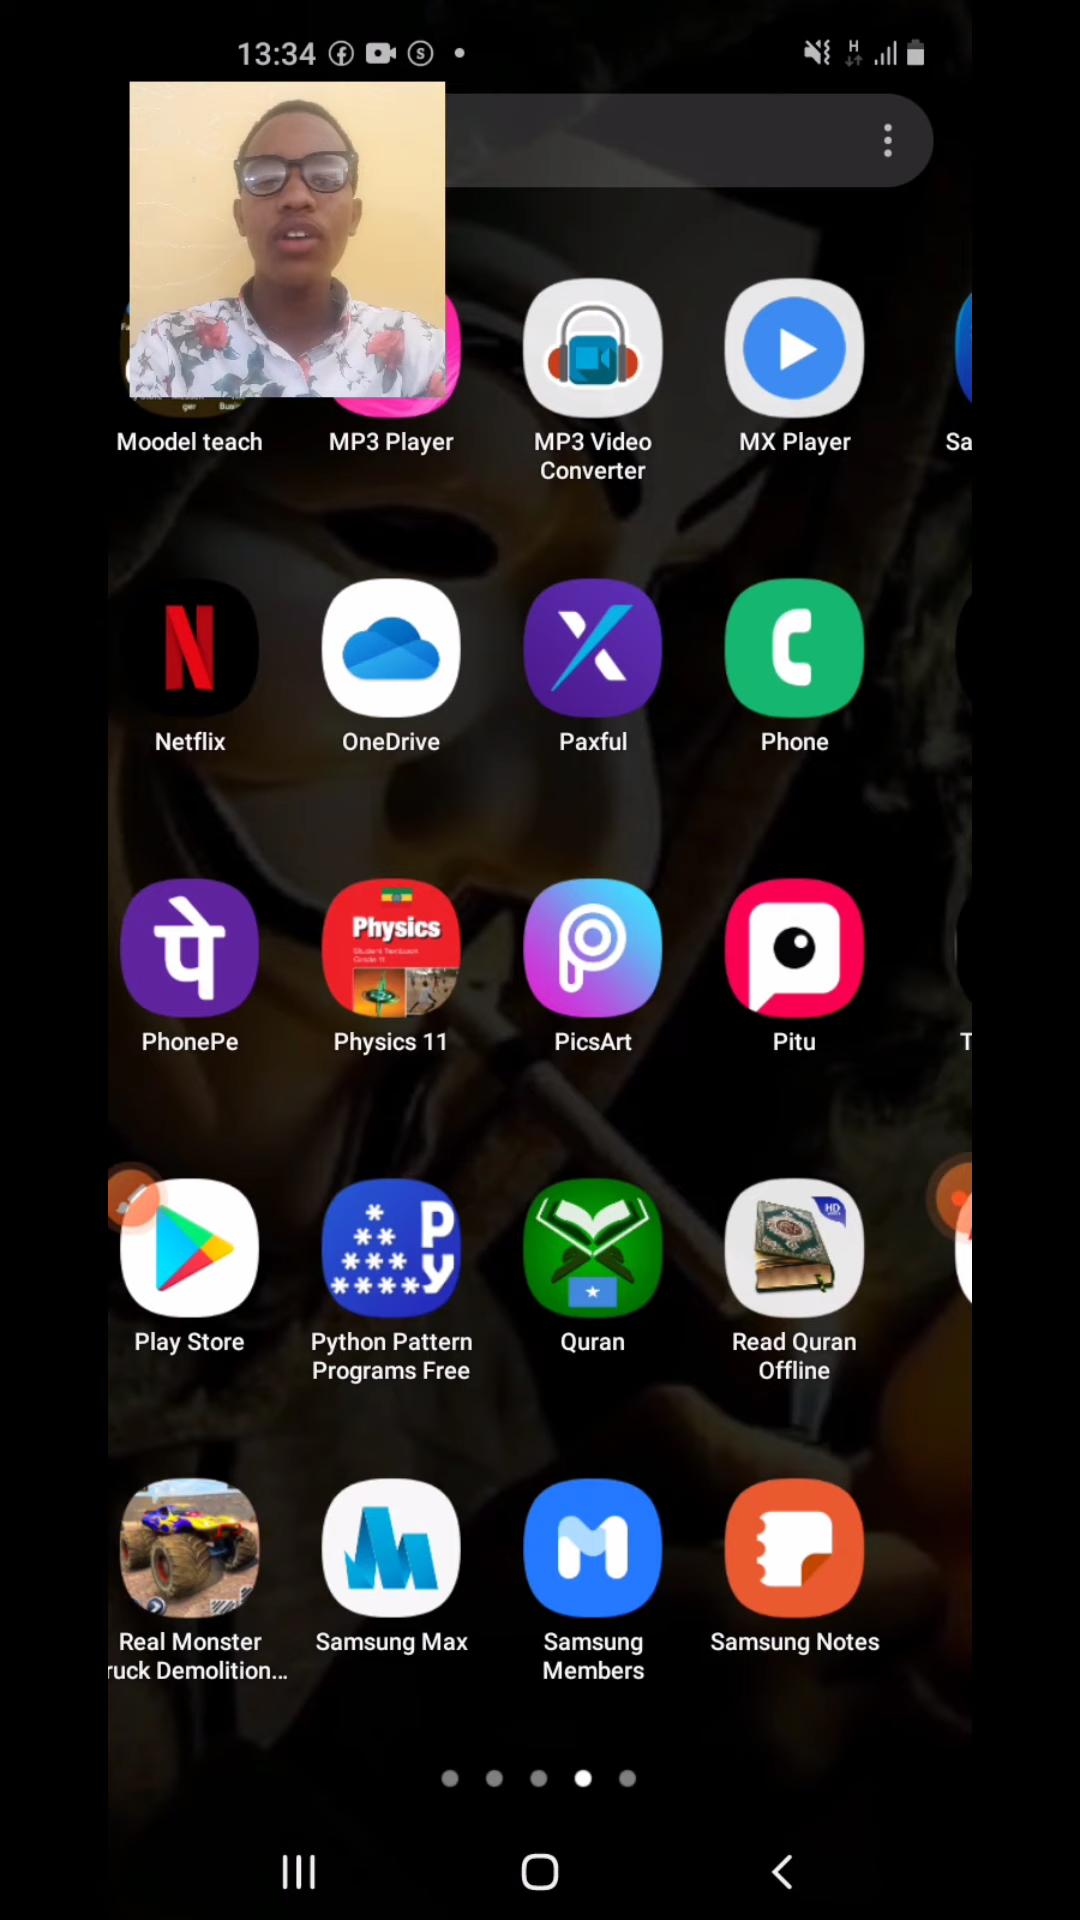 13:34
H
Moodel teach
MP3 Player
MP3 Video
Converter
MX Player
Sa
Netflix
OneDrive
Paxful
Phone
पे
Physics
Student Textbook
Grade 11
PhonePe
Physics 11
PicsArt
Pitu
T
Py
HD
Play Store
Python Pattern
Programs Free
Quran
Read Quran
Offline
Real Monster
ruck Demolition...
Samsung Max
Samsung
Members
Samsung Notes